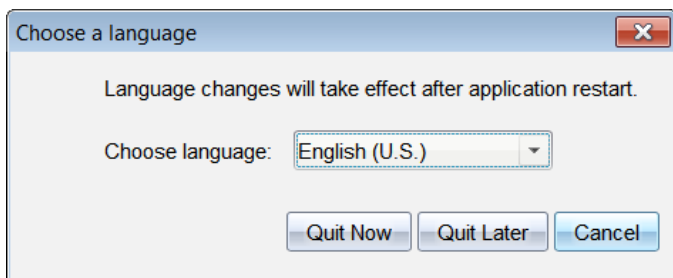 Choose a language
Language changes will take effect after application restart.
Choose language: English (U.S.)
Quit Now Quit Later Cancel